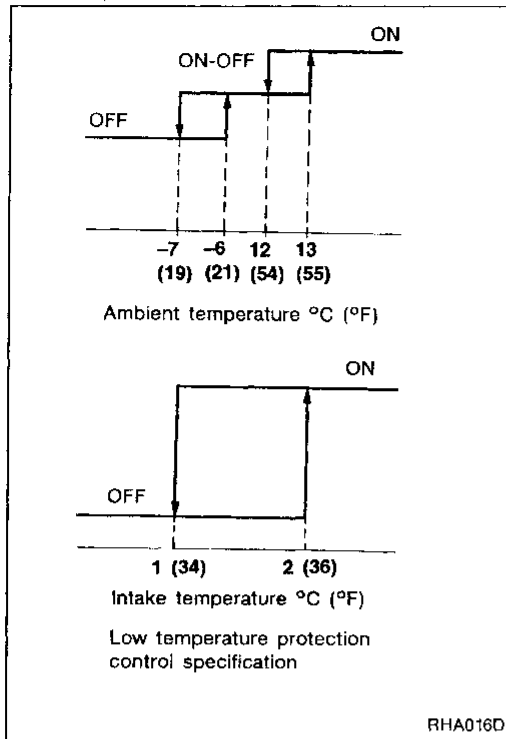 ON
ON-OFF
OFF
–7 –6 12 13
(19) (21) (54) (55)
Ambient temperature °C (°F)
ON
OFF
1 (34) 2 (36)
Intake temperature °C (°F)
Low temperature protection
control specification
RHA016D